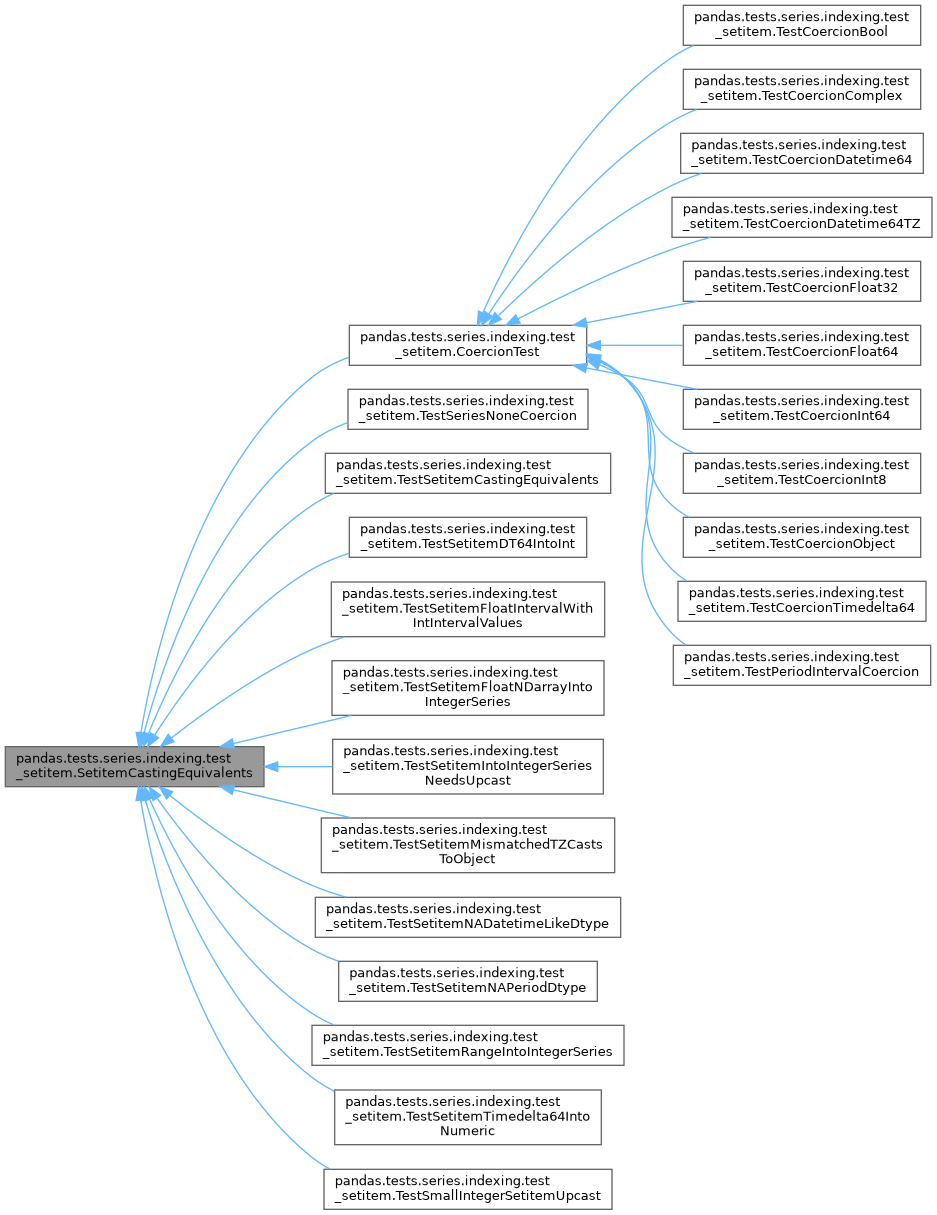 pandas.tests.series.indexing.test
_setitem.SetitemCastingEquivalents
pandas.tests.series.indexing.test
_setitem.CoercionTest
pandas.tests.series.indexing.test
_setitem.TestSeriesNoneCoercion
pandas.tests.series.indexing.test
_setitem.TestSetitemCastingEquivalents
pandas.tests.series.indexing.test
_setitem.TestSetitemDT64IntoInt
pandas.tests.series.indexing.test
_setitem.TestSetitemFloatIntervalWith
IntIntervalValues
pandas.tests.series.indexing.test
_setitem.TestSetitemFloatNDarrayInto
IntegerSeries
pandas.tests.series.indexing.test
_setitem.TestSetitemIntoIntegerSeries
NeedsUpcast
pandas.tests.series.indexing.test
_setitem.TestSetitemMismatchedTZCasts
ToObject
pandas.tests.series.indexing.test
_setitem.TestSetitemNADatetimeLikeDtype
pandas.tests.series.indexing.test
_setitem.TestSetitemNAPeriodDtype
pandas.tests.series.indexing.test
_setitem.TestSetitemRangeIntoIntegerSeries
pandas.tests.series.indexing.test
_setitem.TestSetitemTimedelta64Into
Numeric
pandas.tests.series.indexing.test
_setitem.TestSmallIntegerSetitemUpcast
pandas.tests.series.indexing.test
_setitem.TestCoercionBool
pandas.tests.series.indexing.test
_setitem.TestCoercionComplex
pandas.tests.series.indexing.test
_setitem.TestCoercionDatetime64
pandas.tests.series.indexing.test
_setitem.TestCoercionDatetime64TZ
pandas.tests.series.indexing.test
_setitem.TestCoercionFloat32
pandas.tests.series.indexing.test
_setitem.TestCoercionFloat64
pandas.tests.series.indexing.test
_setitem.TestCoercionInt64
pandas.tests.series.indexing.test
_setitem.TestCoercionInt8
pandas.tests.series.indexing.test
_setitem.TestCoercionObject
pandas.tests.series.indexing.test
_setitem.TestCoercionTimedelta64
pandas.tests.series.indexing.test
_setitem.TestPeriodIntervalCoercion